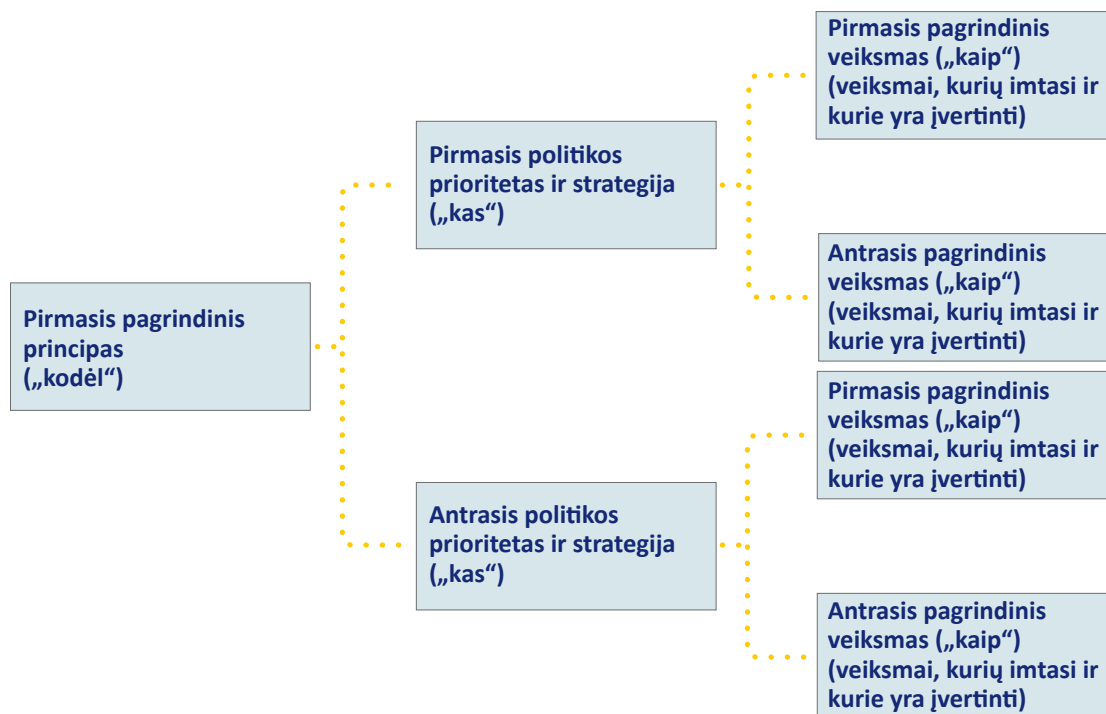 Pirmasis pagrindinis
veiksmas („kaip“)
(veiksmai, kurių imtasi ir
kurie yra įvertinti)
Pirmasis politikos
prioritetas ir strategija
(„kas“)
Antrasis pagrindinis
veiksmas („kaip“)
(veiksmai, kurių imtasi ir
kurie yra įvertinti)
Pirmasis pagrindinis
principas
(„kodėl“)
Pirmasis pagrindinis
veiksmas („kaip“)
(veiksmai, kurių imtasi ir
kurie yra įvertinti)
Antrasis politikos
prioritetas ir strategija
(„kas“)
Antrasis pagrindinis
veiksmas („kaip“)
(veiksmai, kurių imtasi ir
kurie yra įvertinti)